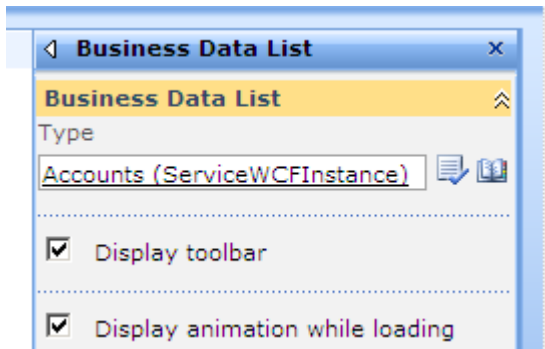 Business Data List
Business Data List
Type
Accounts (ServiceWCFInstance)
Display toolbar
Display animation while loading